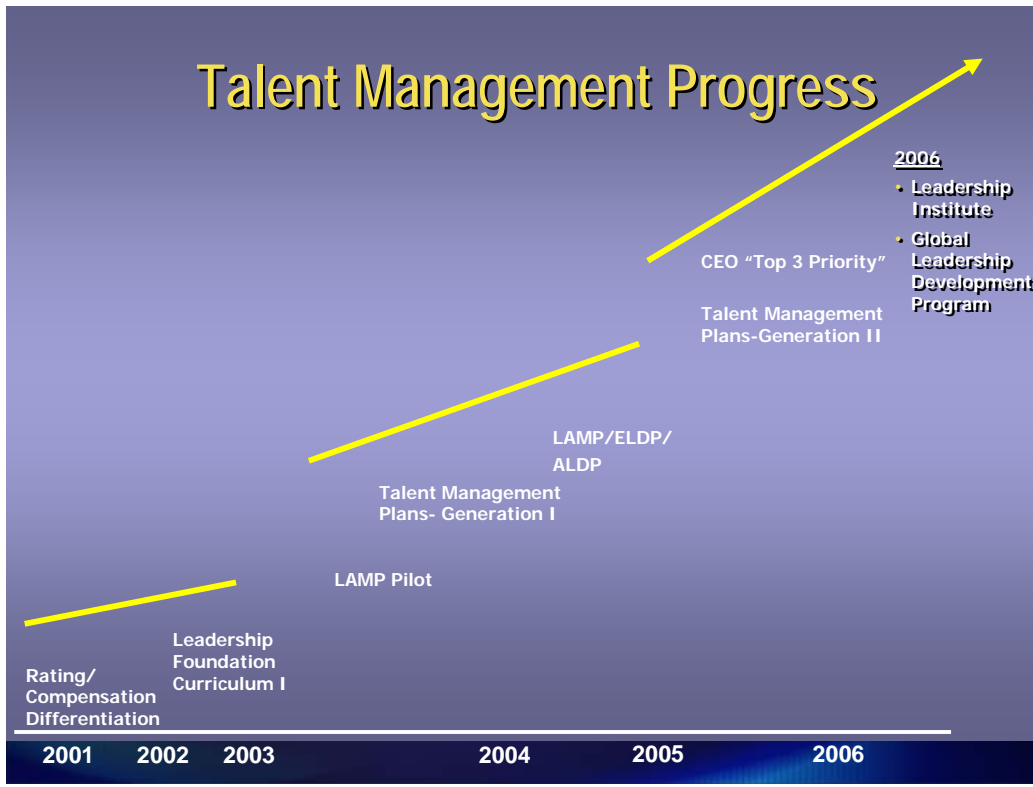 Talent Management Progress
2006
• Leadership
Institute
• Global
Leadership
Development
Program
CEO “Top 3 Priority”
Talent Management
Plans-Generation II
LAMP/ELDP/
ALDP
Talent Management
Plans- Generation I
LAMP Pilot
Leadership
Foundation
Curriculum I
Rating/
Compensation
Differentiation
2001 2002 2003 2004 2005 2006